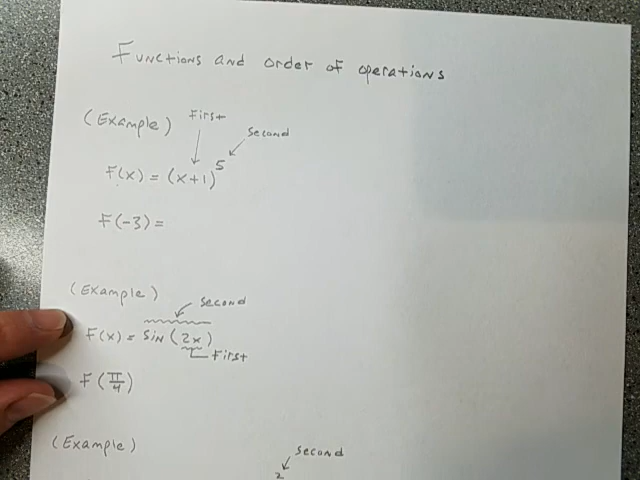 Functions and order of operations
(Example) First
Second
F(x) = (x+1)^5
F(-3) =
(Example)
Second
F(x) = sin(2x)
First
F(π/4)
(Example)
Second
2